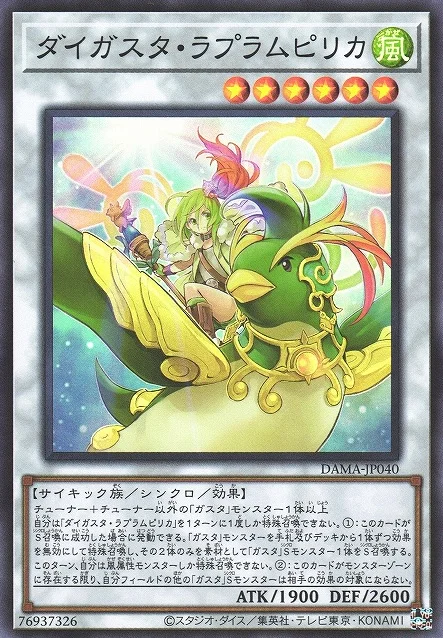 ダイガスタ・ラプラムピリカ
風
DAMA-JP040
【サイキック族／シンクロ／効果】
チューナー＋チューナー以外の「ガスタ」モンスター1体以上
自分は「ダイガスタ・ラプラムピリカ」を1ターンに1度しか特殊召喚できない。①：このカードが
S召喚に成功した場合に発動できる。「ガスタ」モンスターを手札及びデッキから1体ずつ効果
を無効にして特殊召喚し、その2体のみを素材として「ガスタ」Sモンスター1体をS召喚する。
このターン、自分は風属性モンスターしか特殊召喚できない。②：このカードがモンスターゾーン
に存在する限り、自分フィールドの他の「ガスタ」Sモンスターは相手の効果の対象にならない。
ATK/1900 DEF/2600
76937326
©スタジオ・ダイス／集英社・テレビ東京・KONAMI